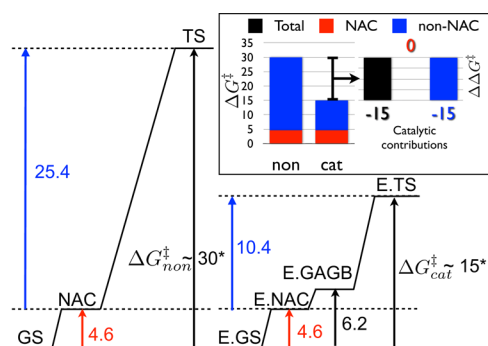 TS
25.4
ΔG‡non ~ 30*
NAC
GS
4.6
Total NAC non-NAC
ΔG‡
35
30
25
20
15
10
5
0
non cat
0
-15 -15
Catalytic
contributions
ΔΔG‡
E.TS
10.4
E.GAGB
ΔG‡cat ~ 15*
E.NAC
E.GS
4.6
6.2